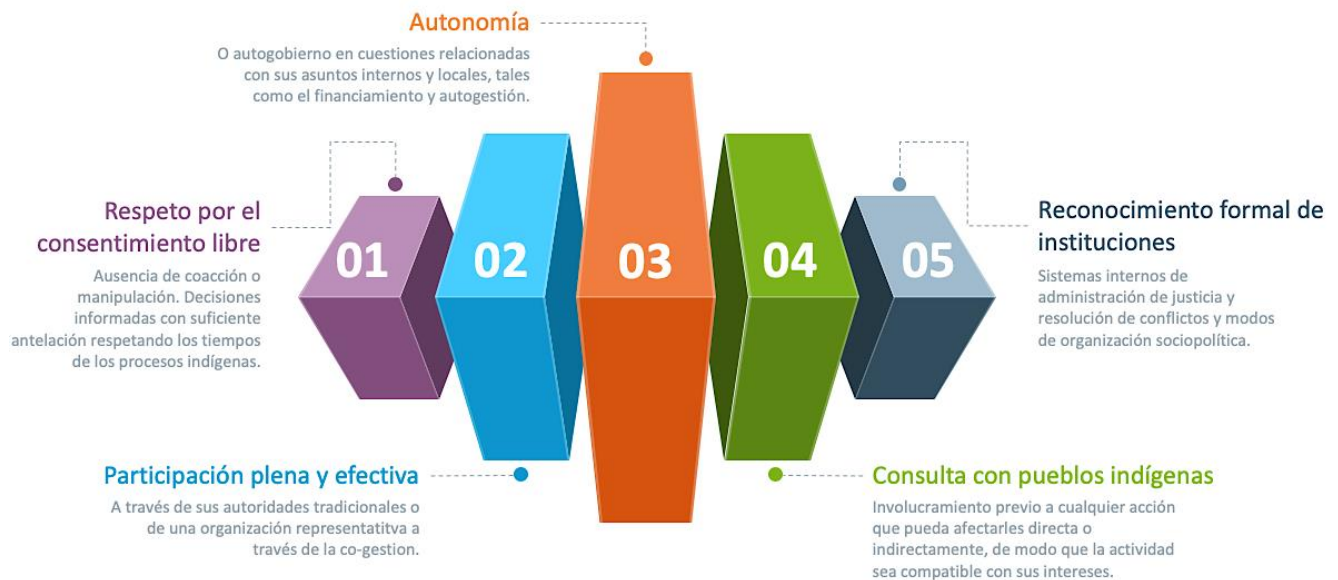 Autonomía
O autogobierno en cuestiones relacionadas
con sus asuntos internos y locales, tales
como el financiamiento y autogestión.
Respeto por el
consentimiento libre
Ausencia de coacción o
manipulación. Decisiones
informadas con suficiente
antelación respetando los tiempos
de los procesos indígenas.
01
02
03
04
05
Reconocimiento formal de
instituciones
Sistemas internos de
administración de justicia y
resolución de conflictos y modos
de organización sociopolítica.
Participación plena y efectiva
A través de sus autoridades tradicionales o
de una organización representatitva a
través de la co-gestion.
Consulta con pueblos indígenas
Involucramiento previo a cualquier acción
que pueda afectarles directa o
indirectamente, de modo que la actividad
sea compatible con sus intereses.